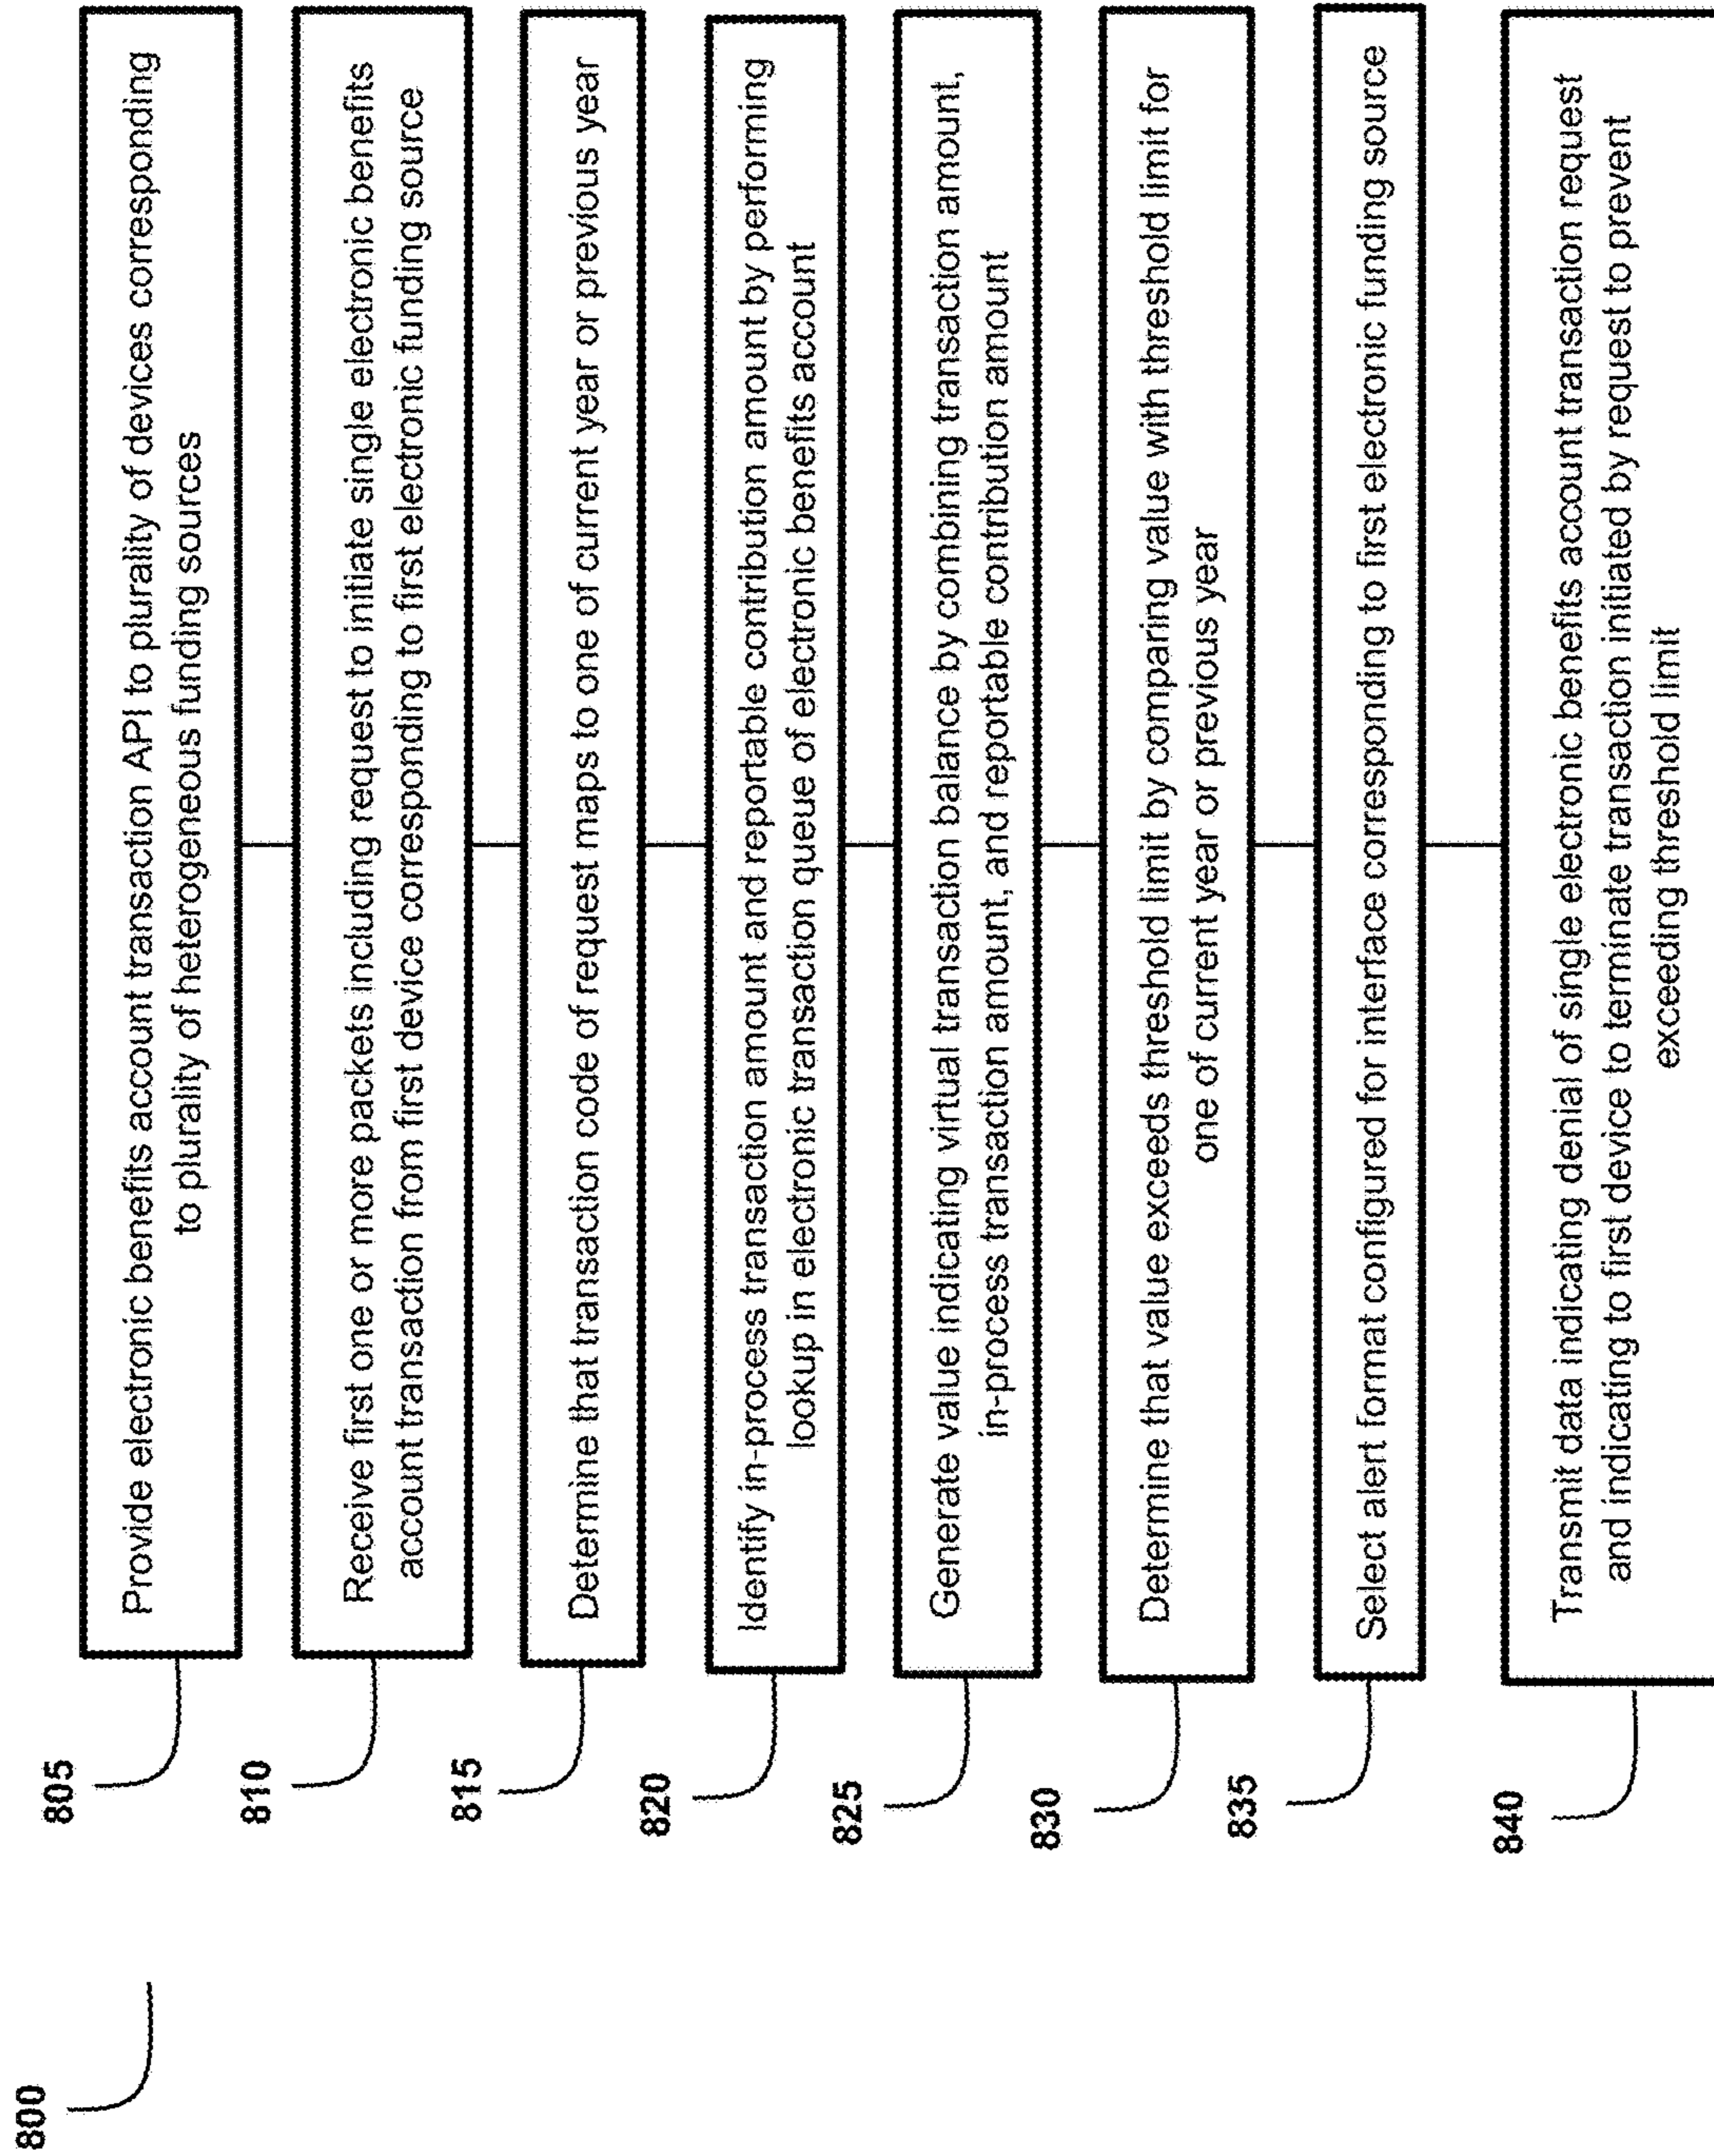 800
805
Provide electronic benefits account transaction API to plurality of devices corresponding
to plurality of heterogeneous funding sources
810
Receive first one or more packets including request to initiate single electronic benefits
account transaction from first device corresponding to first electronic funding source
815
Determine that transaction code of request maps to one of current year or previous year
820
Identify in-process transaction amount and reportable contribution amount by performing
lookup in electronic transaction queue of electronic benefits account
825
Generate value indicating virtual transaction balance by combining transaction amount,
in-process transaction amount, and reportable contribution amount
830
Determine that value exceeds threshold limit by comparing value with threshold limit for
one of current year or previous year
835
Select alert format configured for interface corresponding to first electronic funding source
840
Transmit data indicating denial of single electronic benefits account transaction request
and indicating to first device to terminate transaction initiated by request to prevent
exceeding threshold limit